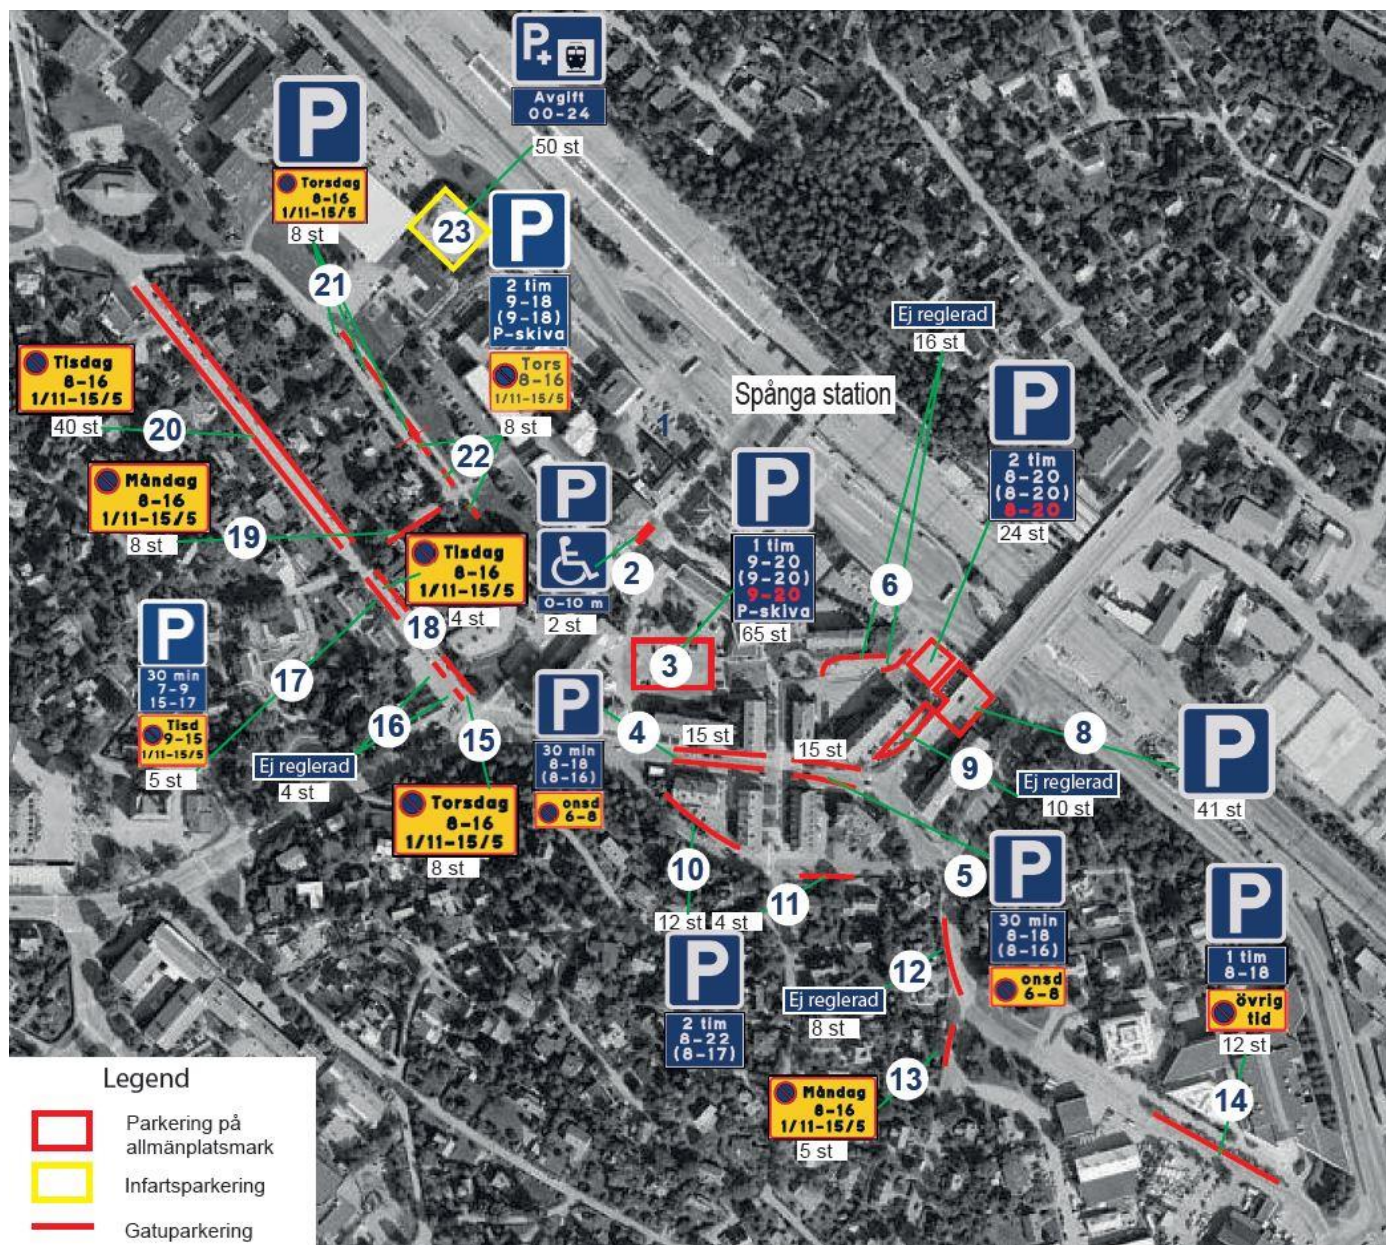 P+
Avgift
00-24
50 st
P
Torsdag
8-16
1/11-15/5
8 st
23
P
2 tim
9-18
(9-18)
P-skiva
Tors
8-16
1/11-15/5
8 st
21
22
Tisdag
8-16
1/11-15/5
40 st
20
Måndag
8-16
1/11-15/5
8 st
19
Ej reglerad
16 st
Spånga station
1
P
2 tim
8-20
(8-20)
8-20
24 st
P
1 tim
9-20
(9-20)
9-20
P-skiva
65 st
P
0-10 m
2 st
2
Tisdag
8-16
1/11-15/5
4 st
18
6
3
P
30 min
7-9
15-17
Tisd
9-15
1/11-15/5
5 st
17
16
15
Ej reglerad
4 st
Torsdag
8-16
1/11-15/5
8 st
P
30 min
8-18
(8-16)
onsd
6-8
4
15 st
15 st
9
8
Ej reglerad
10 st
P
41 st
10
11
5
12 st
4 st
P
2 tim
8-22
(8-17)
P
30 min
8-18
(8-16)
onsd
6-8
12
Ej reglerad
8 st
13
Måndag
8-16
1/11-15/5
5 st
P
1 tim
8-18
övrig
tid
12 st
14
Legend
Parkering på
allmänplatsmark
Infartsparkering
Gatuparkering